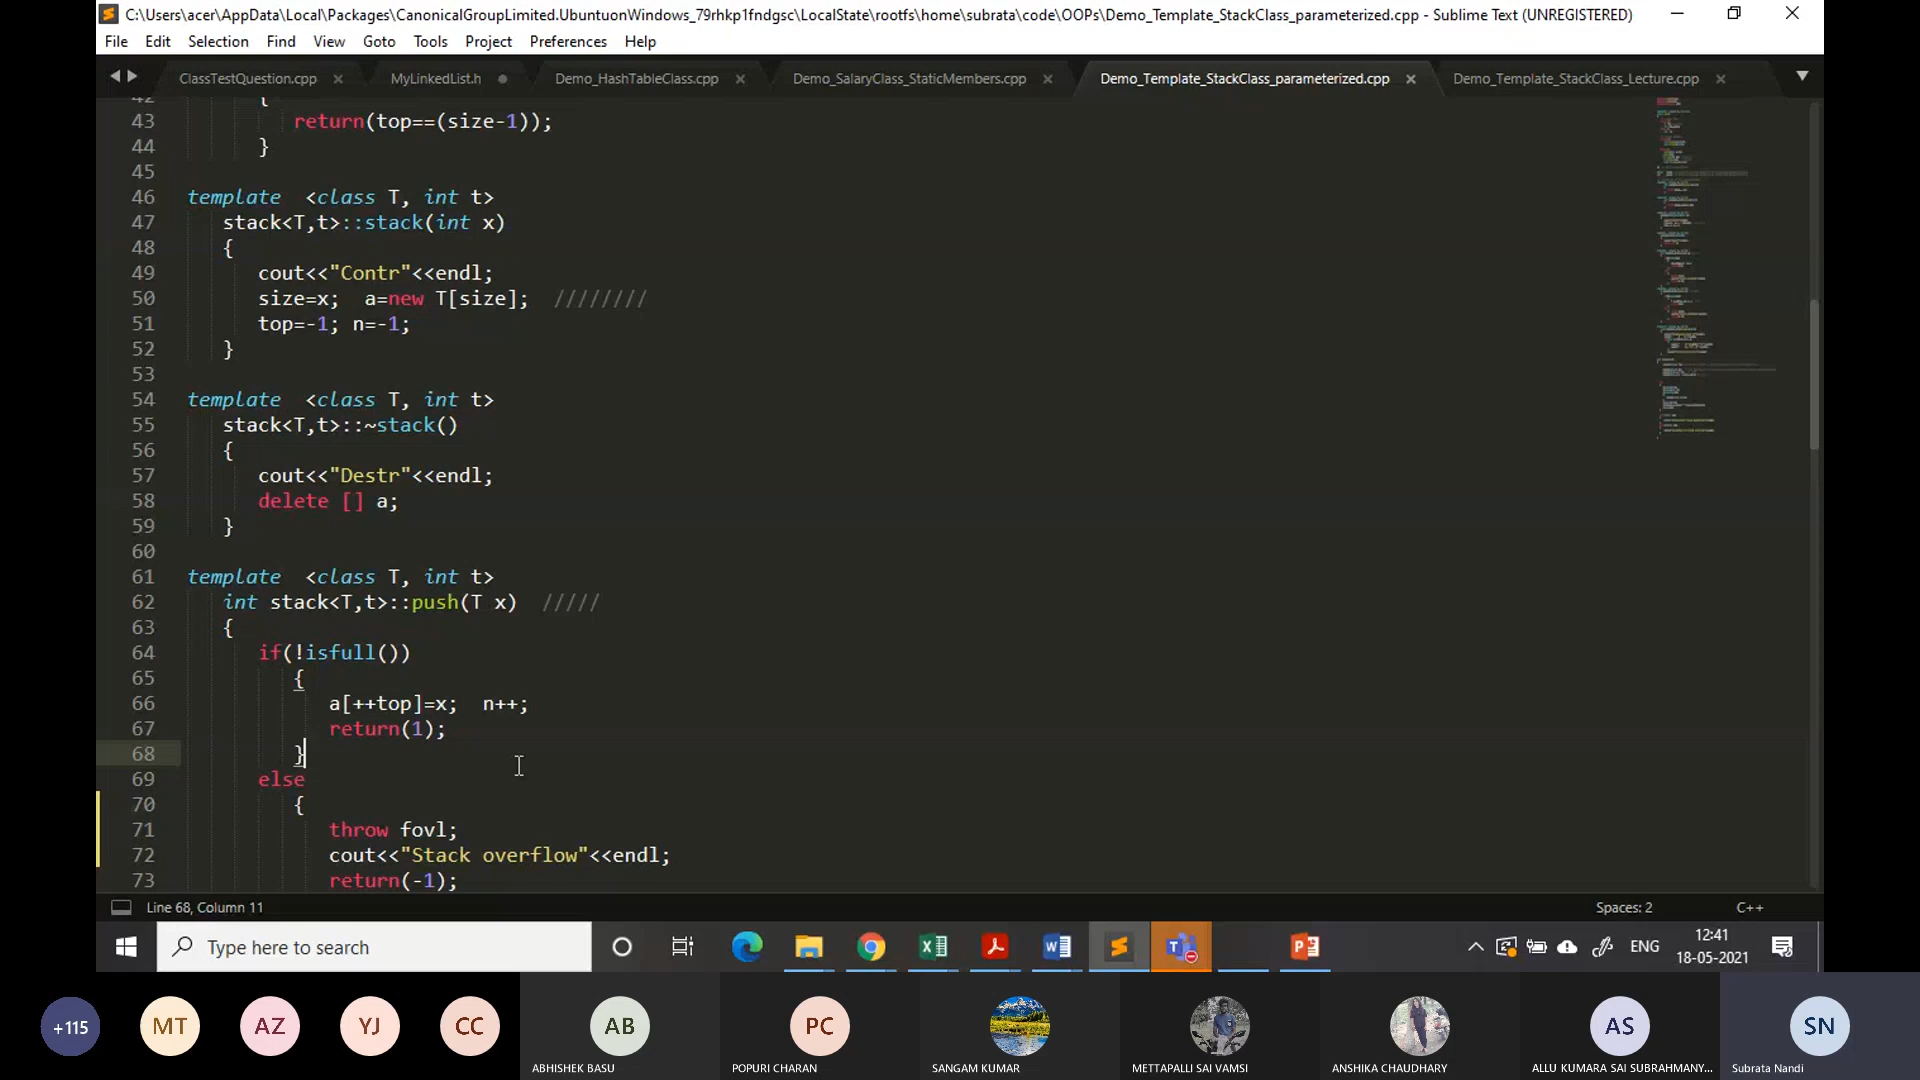 C:\Users\acer\AppData\Local\Packages\CanonicalGroupLimited.UbuntuonWindows_79rhkp1fndgsc\LocalState\rootfs\home\subrata\code\OOPs\Demo_Template_StackClass_parameterized.cpp - Sublime Text (UNREGISTERED)
File Edit Selection Find View Goto Tools Project Preferences Help
ClassTestQuestion.cpp MyLinkedList.h Demo_HashTableClass.cpp Demo_SalaryClass_StaticMembers.cpp Demo_Template_StackClass_parameterized.cpp Demo_Template_StackClass_Lecture.cpp
42 {
43 return(top==(size-1));
44 }
45
46 template <class T, int t>
47 stack<T,t>::stack(int x)
48 {
49 cout<<"Contr"<<endl;
50 size=x; a=new T[size]; ////////
51 top=-1; n=-1;
52 }
53
54 template <class T, int t>
55 stack<T,t>::~stack()
56 {
57 cout<<"Destr"<<endl;
58 delete [] a;
59 }
60
61 template <class T, int t>
62 int stack<T,t>::push(T x) /////
63 {
64 if(!isfull())
65 {
66 a[++top]=x; n++;
67 return(1);
68 }
69 else
70 {
71 throw fovl;
72 cout<<"Stack overflow"<<endl;
73 return(-1);
Line 68, Column 11 Spaces: 2 C++
Type here to search ENG 12:41
18-05-2021
+115 MT AZ YJ CC AB PC AS SN
ABHISHEK BASU POPURI CHARAN SANGAM KUMAR METTAPALLI SAI VAMSI ANSHIKA CHAUDHARY ALLU KUMARA SAI SUBRAHMANY... Subrata Nandi